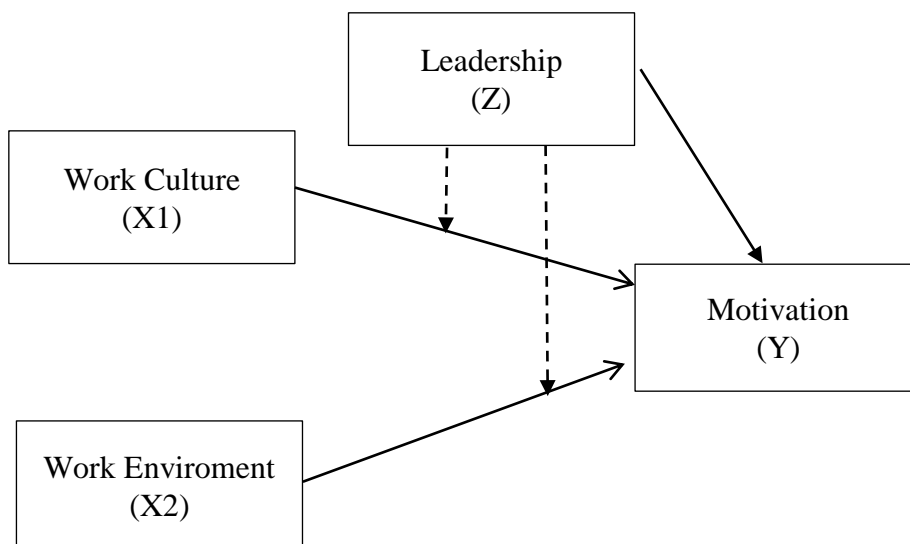 Leadership
(Z)
Work Culture
(X1)
Motivation
(Y)
Work Enviroment
(X2)